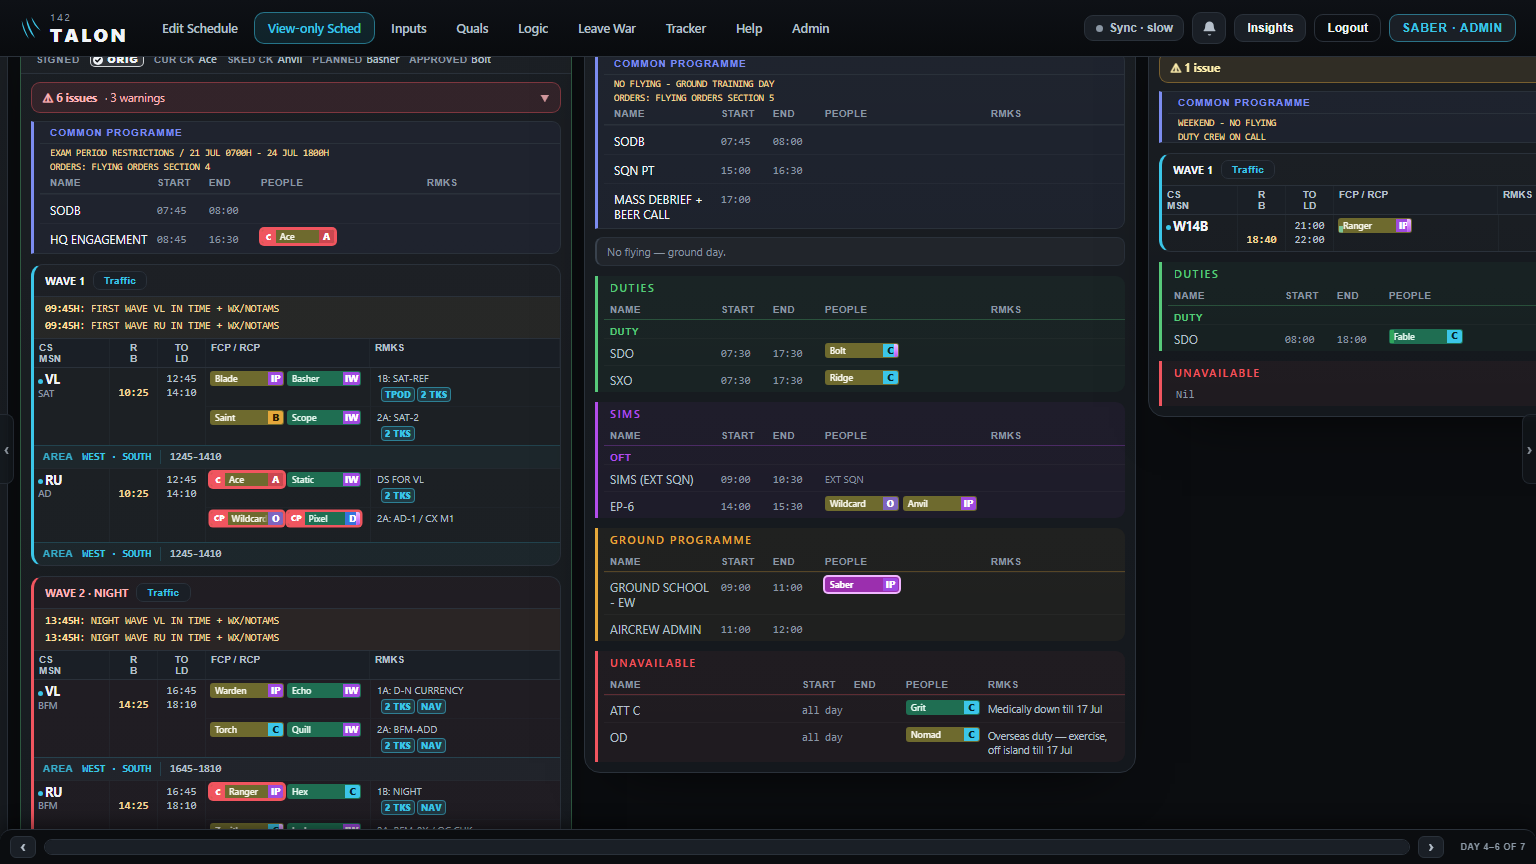 142
TALON
Edit Schedule
View-only Sched
Inputs
Quals
Logic
Leave War
Tracker
Help
Admin
Sync · slow
Insights
Logout
SABER · ADMIN
SIGNED ORIG CUR CK Ace SKED CK Anvil PLANNED Basher APPROVED Bolt
6 issues · 3 warnings
COMMON PROGRAMME
EXAM PERIOD RESTRICTIONS / 21 JUL 0700H - 24 JUL 1800H
ORDERS: FLYING ORDERS SECTION 4
NAME START END PEOPLE RMKS
SODB 07:45 08:00
HQ ENGAGEMENT 08:45 16:30 C Ace A
WAVE 1 Traffic
09:45H: FIRST WAVE VL IN TIME + WX/NOTAMS
09:45H: FIRST WAVE RU IN TIME + WX/NOTAMS
CS R TO FCP / RCP RMKS
MSN B LD
VL 12:45 Blade IP Basher IW 1B: SAT-REF
SAT 10:25 14:10 TPOD 2 TKS
Saint B Scope IW 2A: SAT-2
2 TKS
AREA WEST · SOUTH 1245-1410
RU 12:45 C Ace A Static IW DS FOR VL
AD 10:25 14:10 2 TKS
CP Wildcard O CP Pixel D 2A: AD-1 / CX M1
AREA WEST · SOUTH 1245-1410
WAVE 2 · NIGHT Traffic
13:45H: NIGHT WAVE VL IN TIME + WX/NOTAMS
13:45H: NIGHT WAVE RU IN TIME + WX/NOTAMS
CS R TO FCP / RCP RMKS
MSN B LD
VL 16:45 Warden IP Echo IW 1A: D-N CURRENCY
BFM 14:25 18:10 2 TKS NAV
Torch C Quill IW 2A: BFM-ADD
2 TKS NAV
AREA WEST · SOUTH 1645-1810
RU 16:45 C Ranger IP Hex C 1B: NIGHT
BFM 14:25 18:10 2 TKS NAV
COMMON PROGRAMME
NO FLYING - GROUND TRAINING DAY
ORDERS: FLYING ORDERS SECTION 5
NAME START END PEOPLE RMKS
SODB 07:45 08:00
SQN PT 15:00 16:30
MASS DEBRIEF + 17:00
BEER CALL
No flying — ground day.
DUTIES
NAME START END PEOPLE RMKS
DUTY
SDO 07:30 17:30 Bolt C
SXO 07:30 17:30 Ridge C
SIMS
NAME START END PEOPLE RMKS
OFT
SIMS (EXT SQN) 09:00 10:30 EXT SQN
EP-6 14:00 15:30 Wildcard O Anvil IP
GROUND PROGRAMME
NAME START END PEOPLE RMKS
GROUND SCHOOL 09:00 11:00 Saber IP
- EW
AIRCREW ADMIN 11:00 12:00
UNAVAILABLE
NAME START END PEOPLE RMKS
ATT C all day Grit C Medically down till 17 Jul
OD all day Nomad C Overseas duty — exercise,
off island till 17 Jul
1 issue
COMMON PROGRAMME
WEEKEND - NO FLYING
DUTY CREW ON CALL
WAVE 1 Traffic
CS R TO FCP / RCP RMKS
MSN B LD
W14B 21:00 Ranger IP
18:40 22:00
DUTIES
NAME START END PEOPLE
DUTY
SDO 08:00 18:00 Fable C
UNAVAILABLE
Nil
DAY 4–6 OF 7